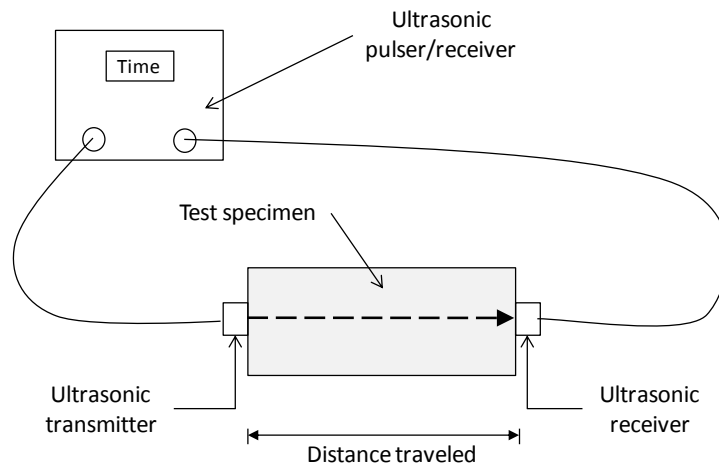 Ultrasonic
pulser/receiver
Time
Test specimen
Ultrasonic
transmitter
Ultrasonic
receiver
Distance traveled